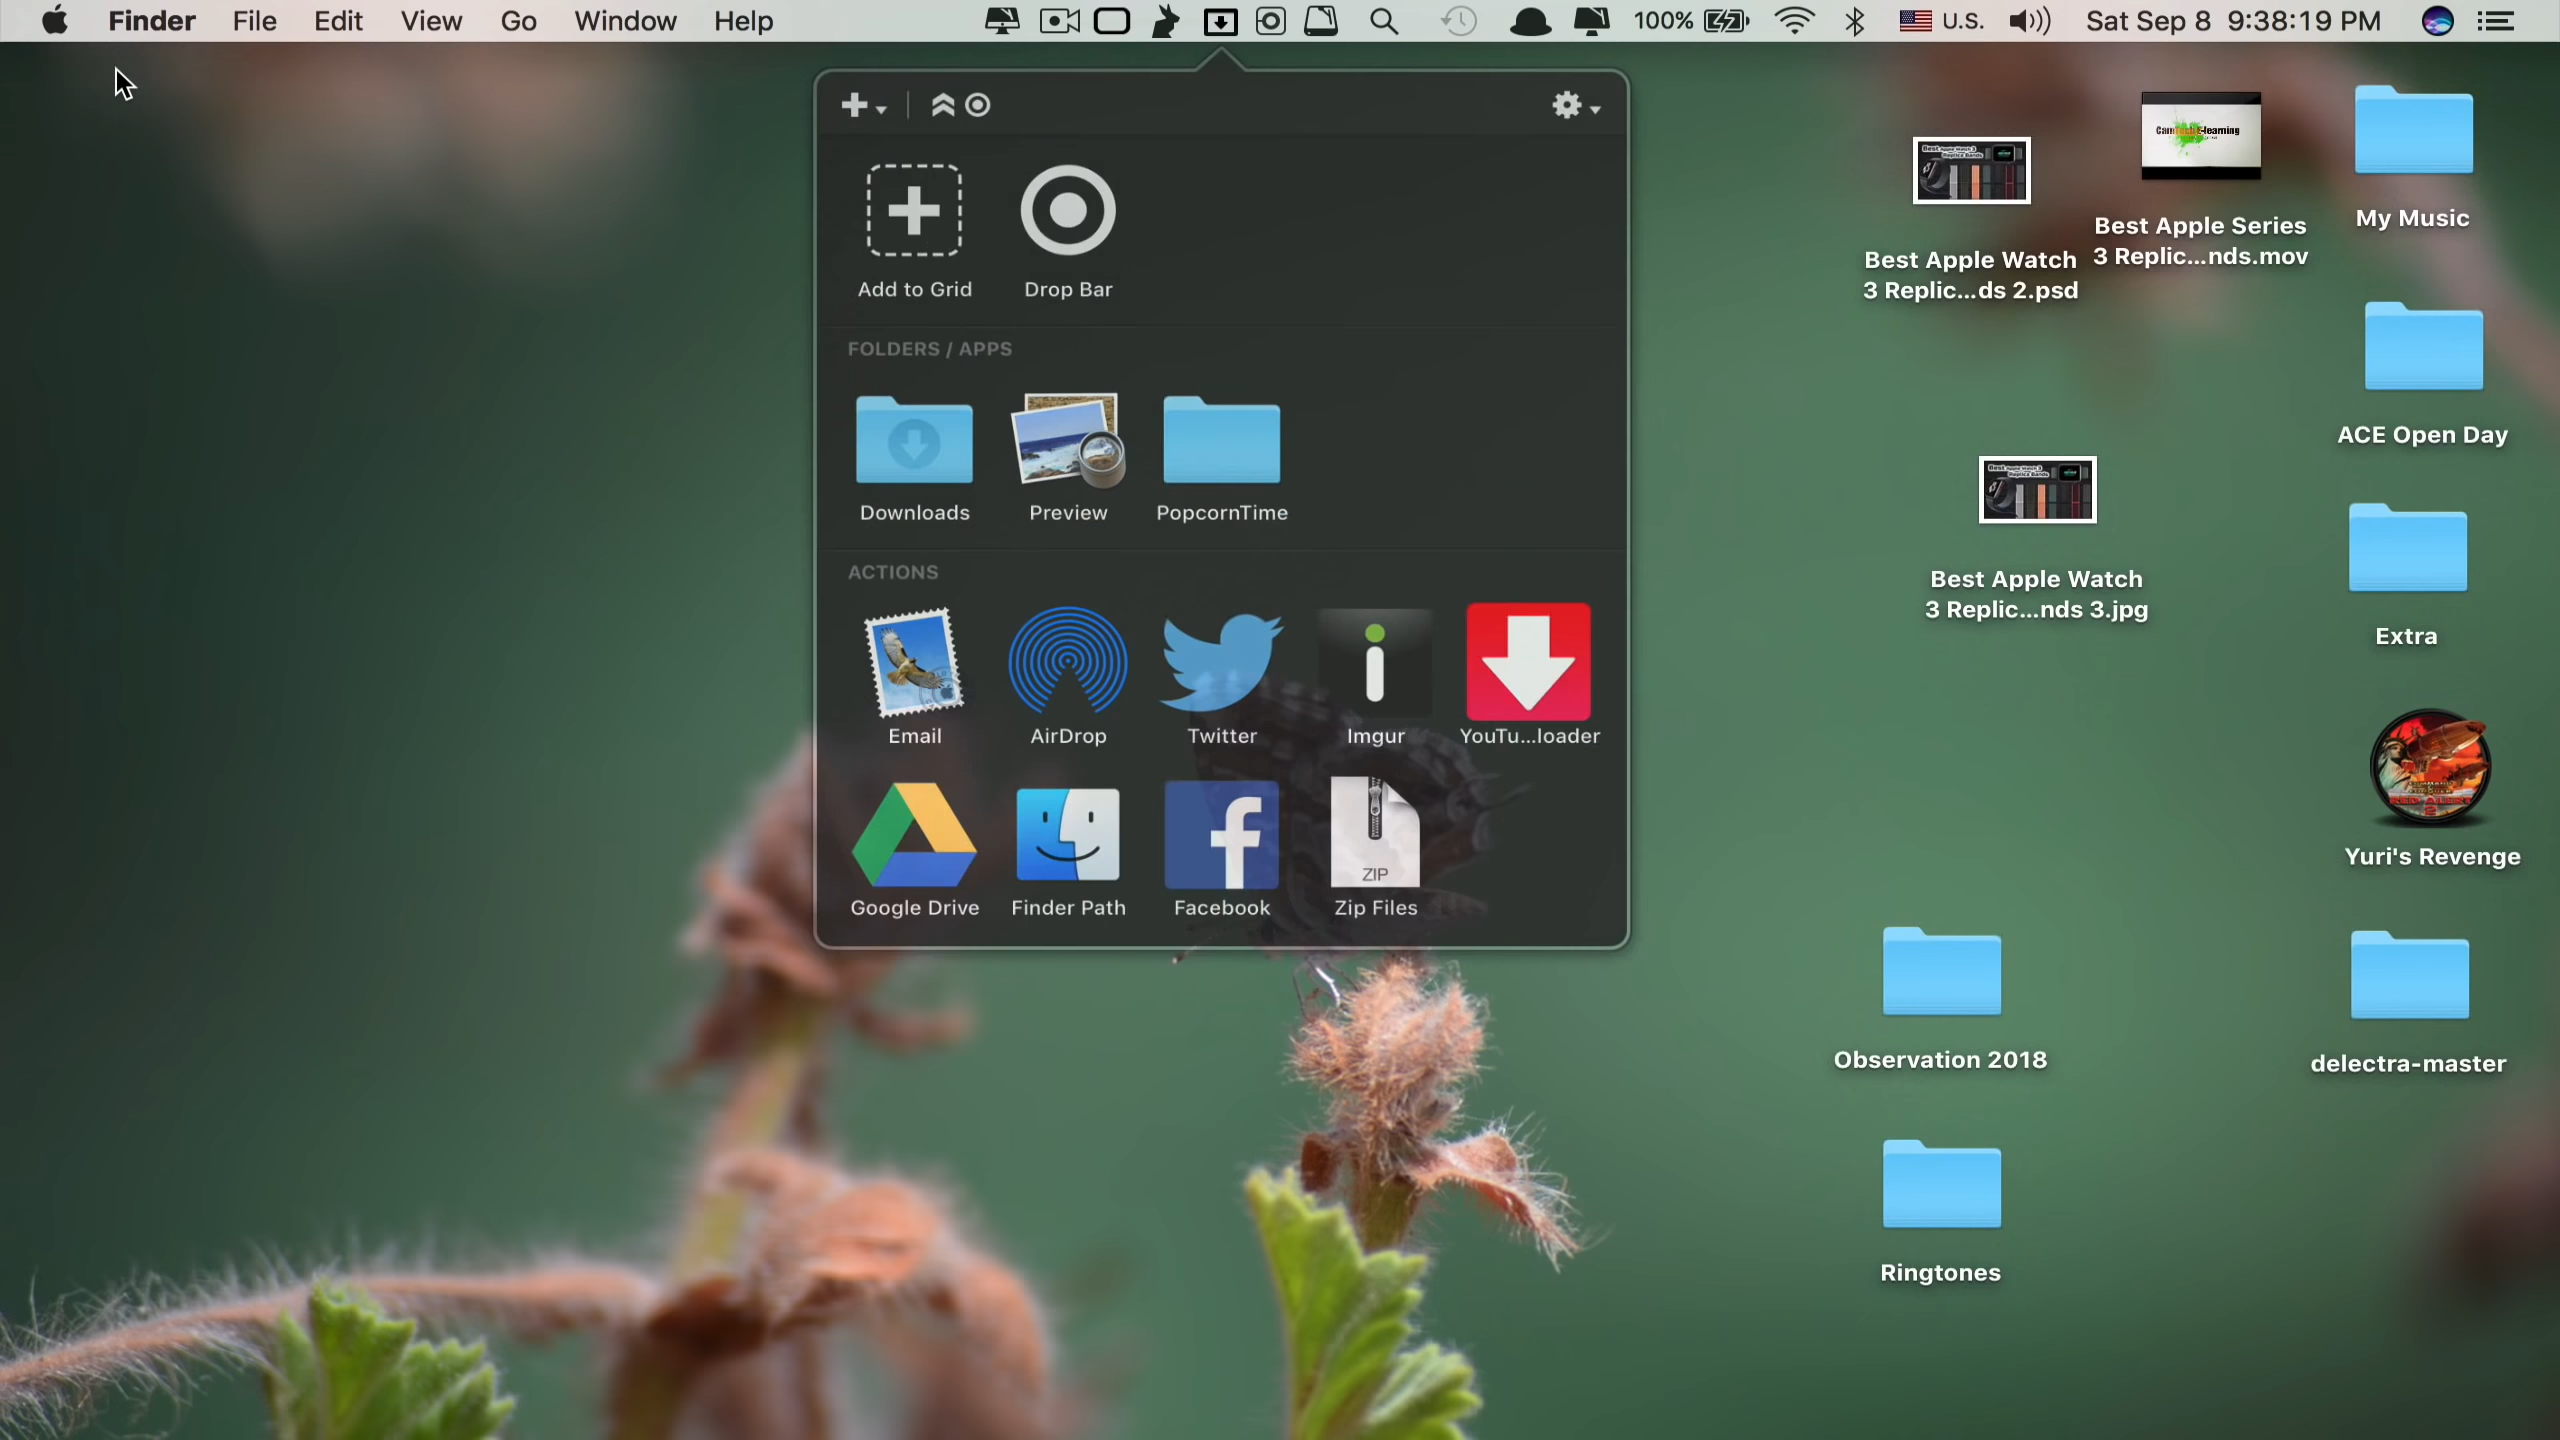 Finder File Edit View Go Window Help 100% U.S. Sat Sep 8 9:38:19 PM
Add to Grid
Drop Bar
FOLDERS / APPS
Downloads
Preview
PopcornTime
ACTIONS
Email
AirDrop
Twitter
Imgur
YouTu...loader
ZIP
Google Drive
Finder Path
Facebook
Zip Files
Best Apple Watch
3 Replic...ds 2.psd
Best Apple Series
3 Replic...nds.mov
My Music
ACE Open Day
Best Apple Watch
3 Replic...nds 3.jpg
Extra
Yuri's Revenge
Observation 2018
delectra-master
Ringtones